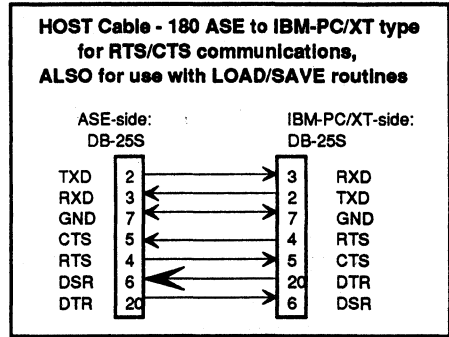 HOST Cable - 180 ASE to IBM-PC/XT type
for RTS/CTS communications,
ALSO for use with LOAD/SAVE routines
ASE-side: IBM-PC/XT-side:
DB-25S DB-25S
TXD 2 3 RXD
RXD 3 2 TXD
GND 7 7 GND
CTS 5 4 RTS
RTS 4 5 CTS
DSR 6 20 DTR
DTR 20 6 DSR